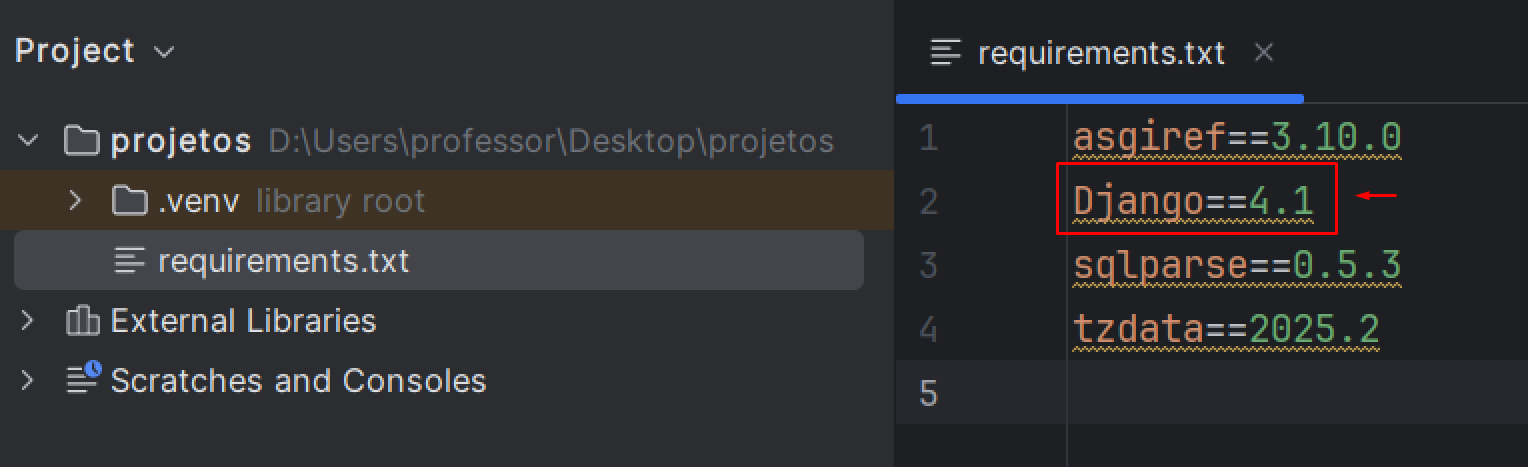 Project
projetos D:\Users\professor\Desktop\projetos
.venv library root
requirements.txt
External Libraries
Scratches and Consoles
requirements.txt
1 asgiref==3.10.0
2 Django==4.1
3 sqlparse==0.5.3
4 tzdata==2025.2
5